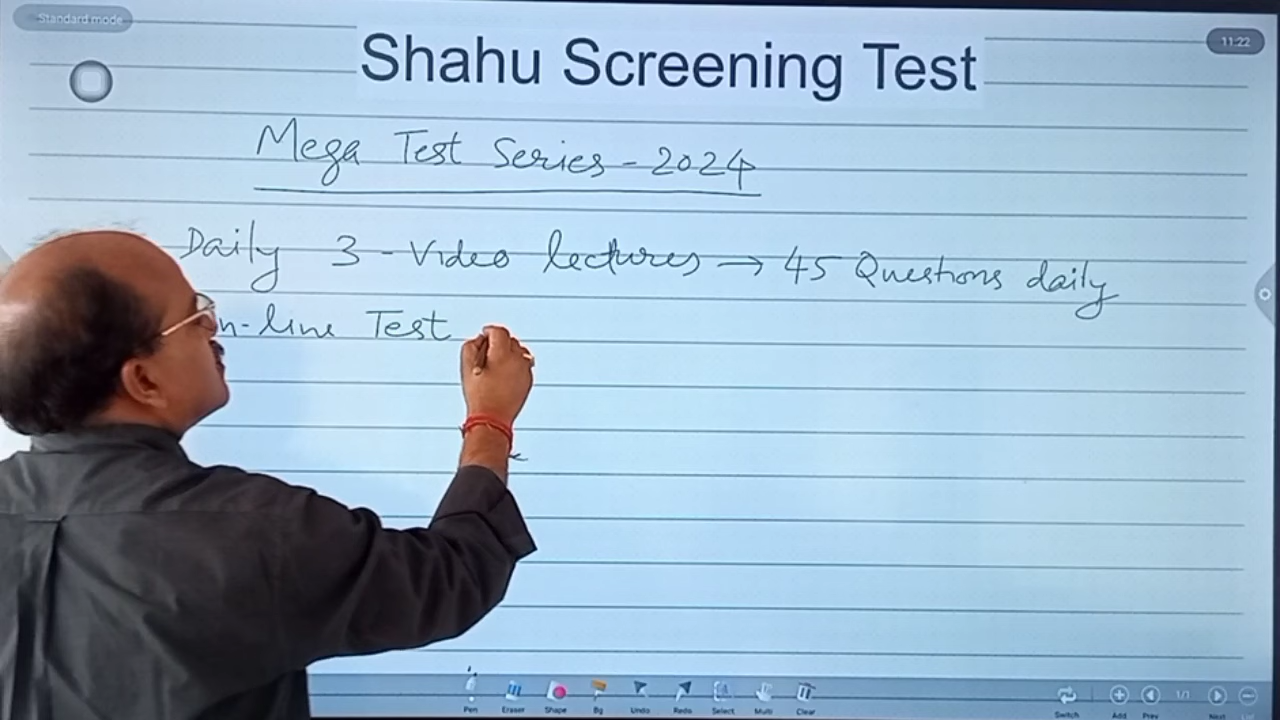 Standard mode
11:22
Shahu Screening Test
Mega Test Series - 2024
Daily 3 - Video lectures → 45 Questions daily
n-line Test
Pen Eraser Shape Bg Undo Redo Select Multi Clear Switch Add Prev 1/1 Next